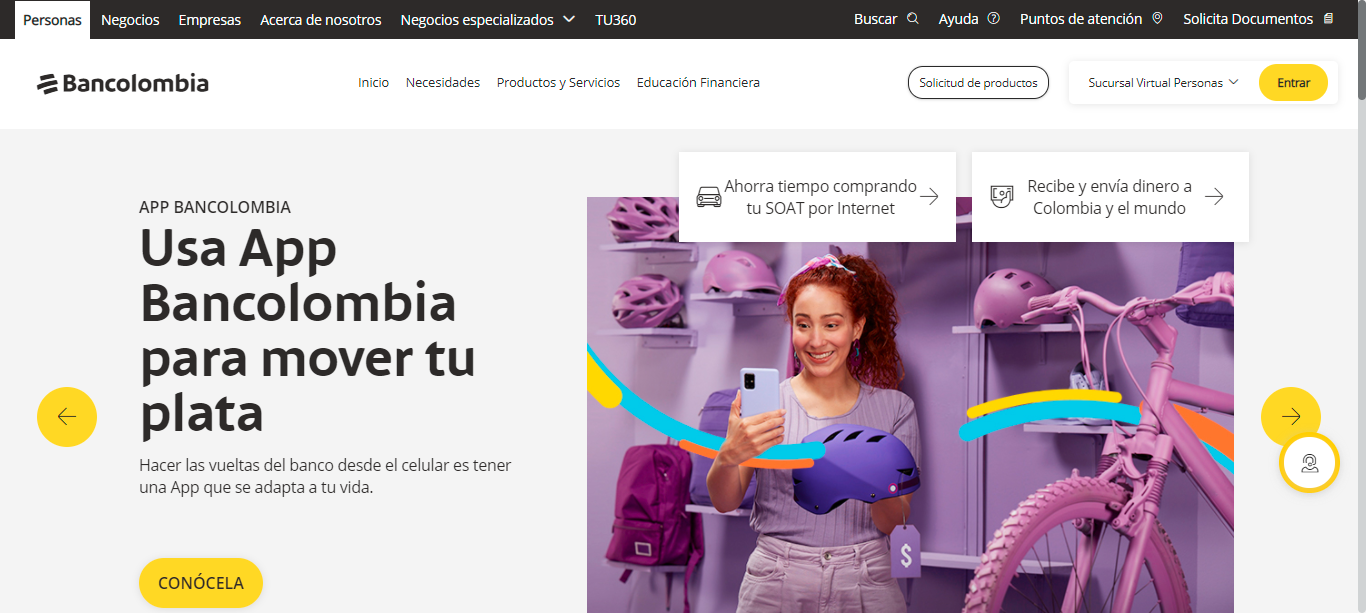 Personas Negocios Empresas Acerca de nosotros Negocios especializados TU360 Buscar Ayuda Puntos de atención Solicita Documentos
Bancolombia Inicio Necesidades Productos y Servicios Educación Financiera Solicitud de productos Sucursal Virtual Personas Entrar
Ahorra tiempo comprando
tu SOAT por Internet
Recibe y envía dinero a
Colombia y el mundo
APP BANCOLOMBIA
Usa App
Bancolombia
para mover tu
plata
Hacer las vueltas del banco desde el celular es tener
una App que se adapta a tu vida.
CONÓCELA
$